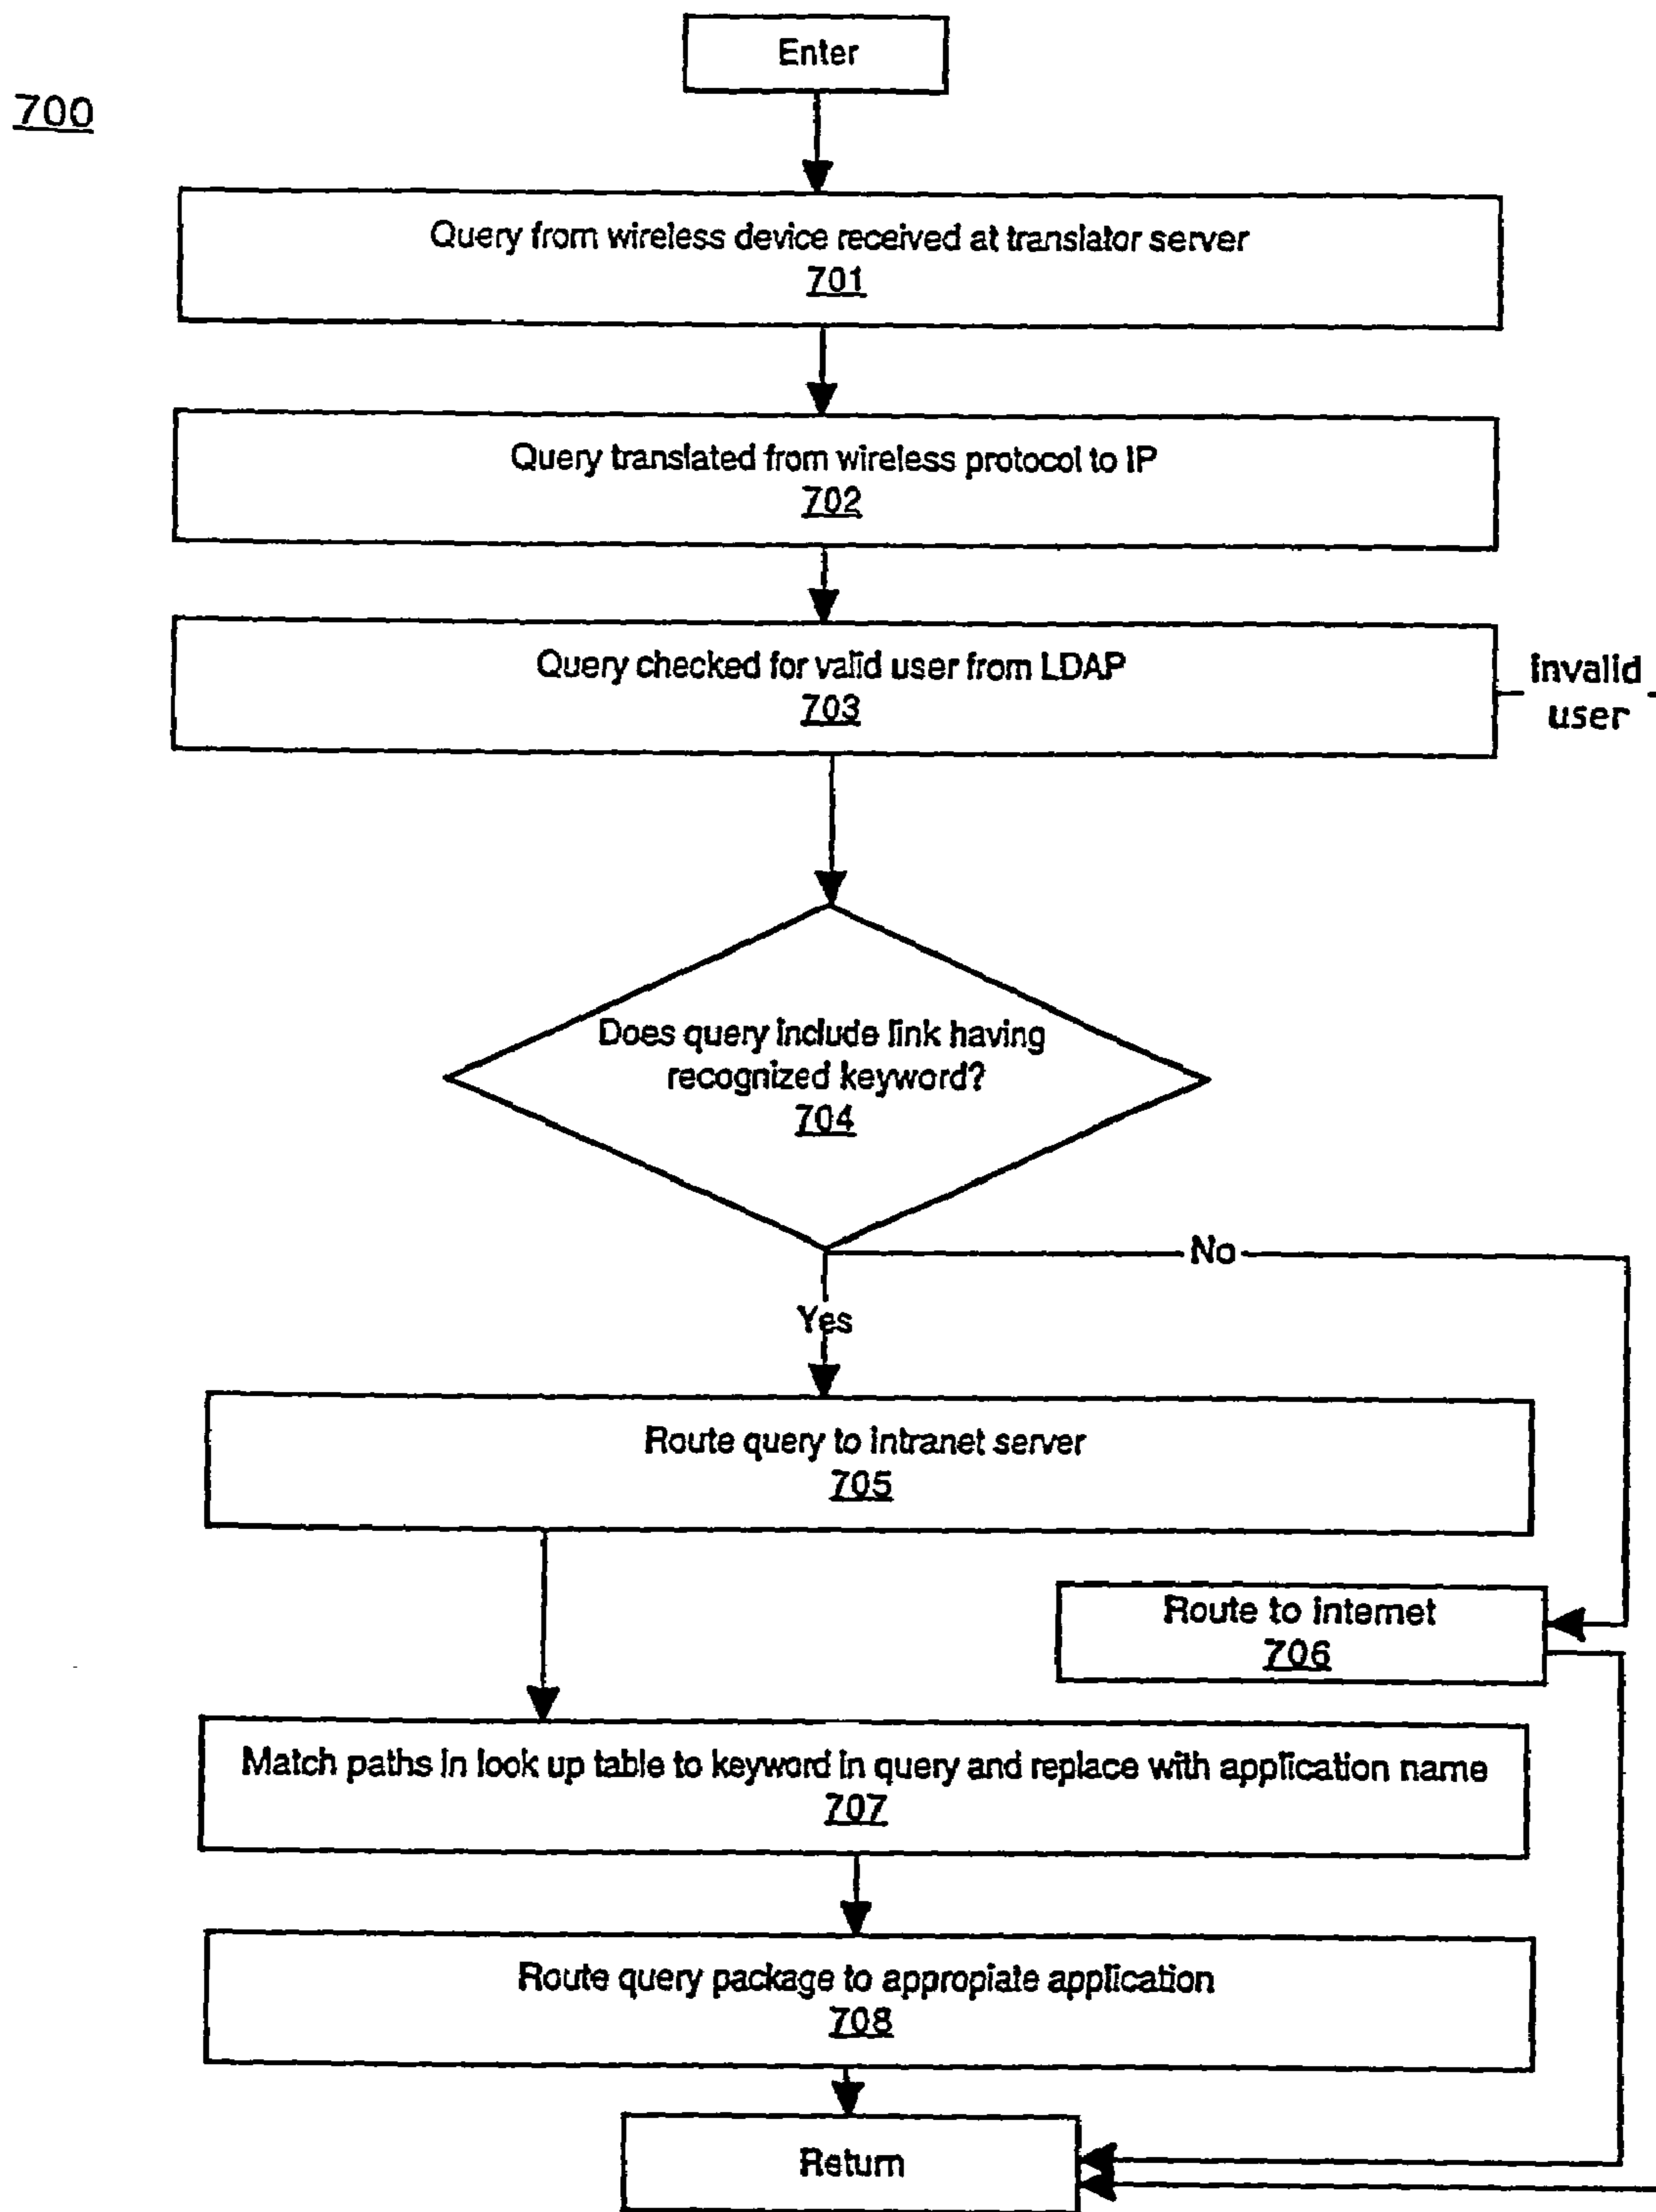 Enter
700
Query from wireless device received at translator server
701
Query translated from wireless protocol to IP
702
Query checked for valid user from LDAP
703
invalid
user
Does query include link having
recognized keyword?
704
No
Yes
Route query to intranet server
705
Route to internet
706
Match paths in look up table to keyword in query and replace with application name
707
Route query package to appropiate application
708
Return